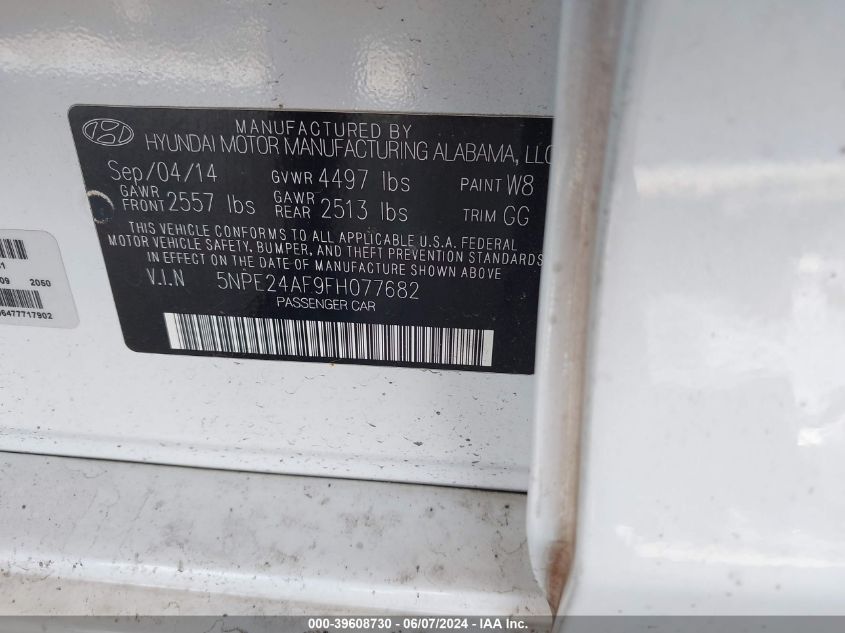 MANUFACTURED BY
HYUNDAI MOTOR MANUFACTURING ALABAMA, LLC
Sep/04/14 GVWR 4497 lbs PAINT W8
GAWR FRONT 2557 lbs GAWR REAR 2513 lbs TRIM GG
THIS VEHICLE CONFORMS TO ALL APPLICABLE U.S.A. FEDERAL
MOTOR VEHICLE SAFETY, BUMPER, AND THEFT PREVENTION STANDARDS
IN EFFECT ON THE DATE OF MANUFACTURE SHOWN ABOVE
V.I.N 5NPE24AF9FH077682
PASSENGER CAR
09 2050
6477717902
000-39608730 - 06/07/2024 - IAA Inc.